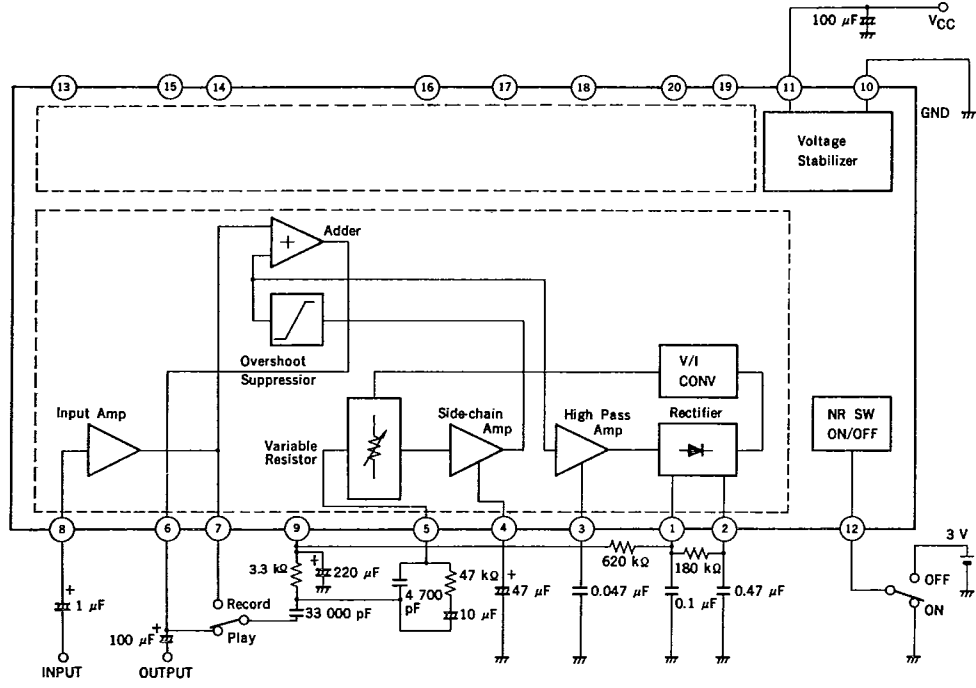 100 μF
VCC
13
15
14
16
17
18
20
19
11
10
GND
Voltage
Stabilizer
+
Adder
Overshoot
Suppressior
V/I
CONV
Input Amp
Variable
Resistor
Side-chain
Amp
High Pass
Amp
Rectifier
NR SW
ON/OFF
8
6
7
9
5
4
3
1
2
12
3 V
620 kΩ
180 kΩ
3.3 kΩ
+
220 μF
47 kΩ
+
47 μF
0.047 μF
0.1 μF
0.47 μF
OFF
ON
+
1 μF
Record
33 000 pF
4 700
pF
10 μF
100 μF
+
Play
INPUT
OUTPUT